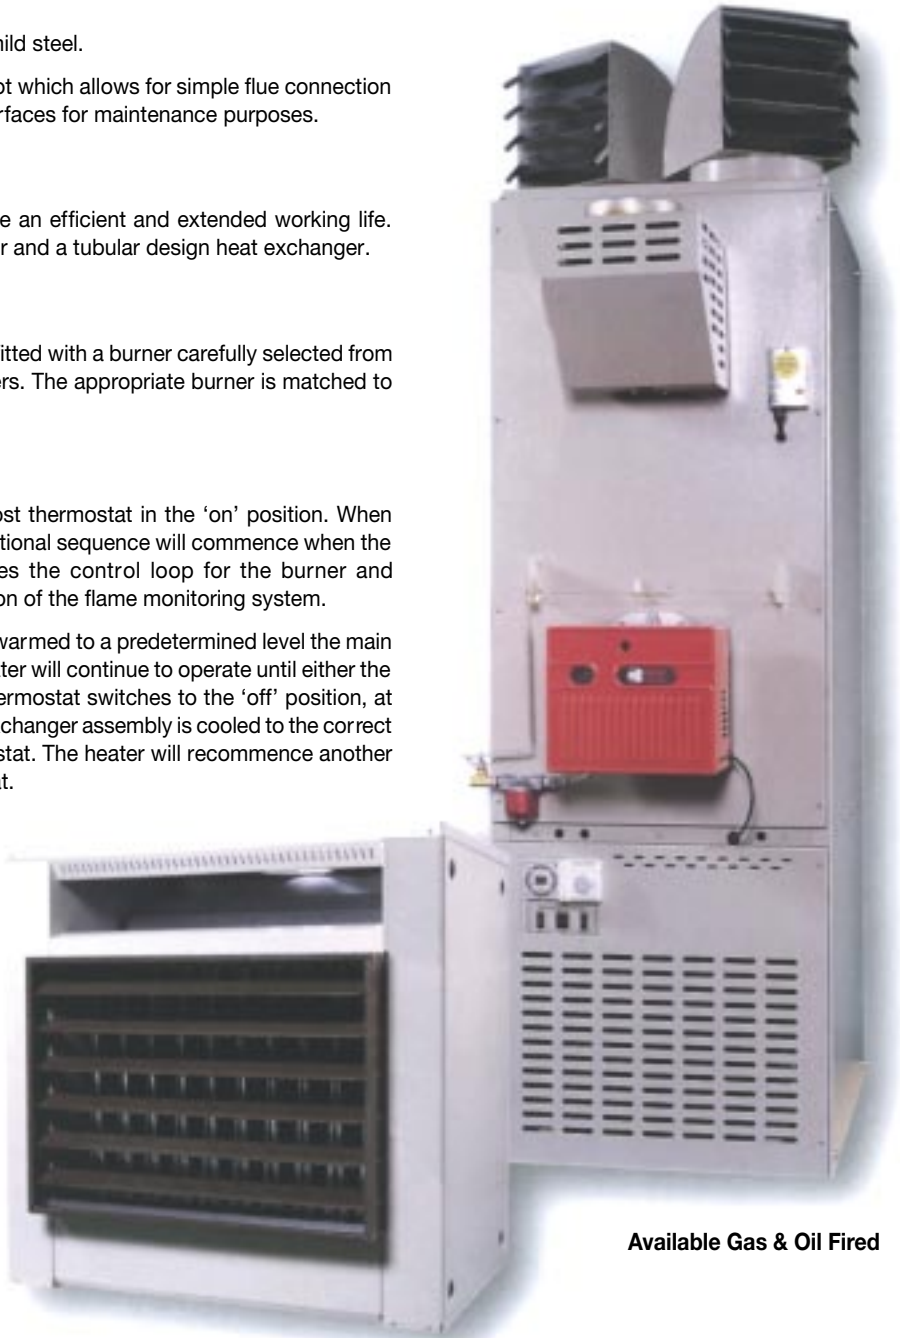 nild steel.
pt which allows for simple flue connection
rfaces for maintenance purposes.
e an efficient and extended working life.
r and a tubular design heat exchanger.
itted with a burner carefully selected from
ers. The appropriate burner is matched to
ost thermostat in the ‘on’ position. When
tional sequence will commence when the
es the control loop for the burner and
on of the flame monitoring system.
warmed to a predetermined level the main
ter will continue to operate until either the
ermostat switches to the ‘off’ position, at
changer assembly is cooled to the correct
stat. The heater will recommence another
at.
Available Gas & Oil Fired